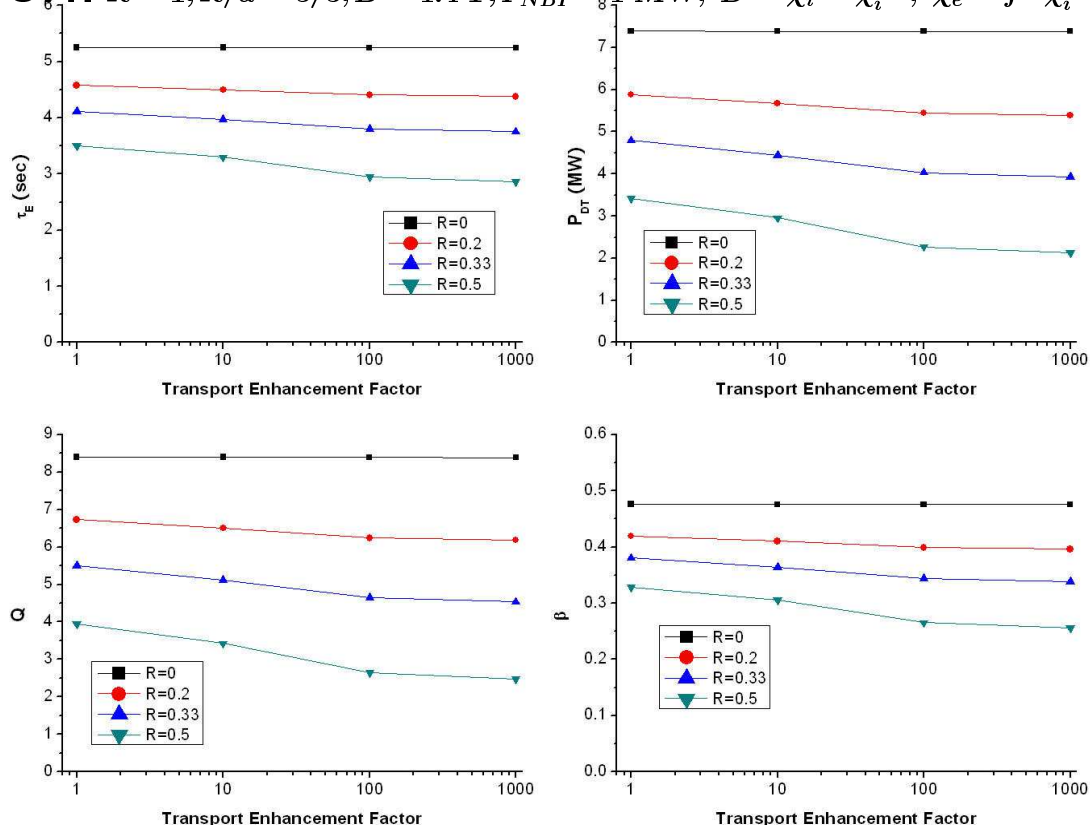 NBI MW, D
6
5
4
3
2
1
0
τE (sec)
R=0
R=0.2
R=0.33
R=0.5
1 10 100 1000
Transport Enhancement Factor
8
7
6
5
4
3
2
1
0
PDT (MW)
R=0
R=0.2
R=0.33
R=0.5
1 10 100 1000
Transport Enhancement Factor
9
8
7
6
5
4
3
2
1
0
Q
R=0
R=0.2
R=0.33
R=0.5
1 10 100 1000
Transport Enhancement Factor
0.6
0.5
0.4
0.3
0.2
0.1
0.0
β
R=0
R=0.2
R=0.33
R=0.5
1 10 100 1000
Transport Enhancement Factor